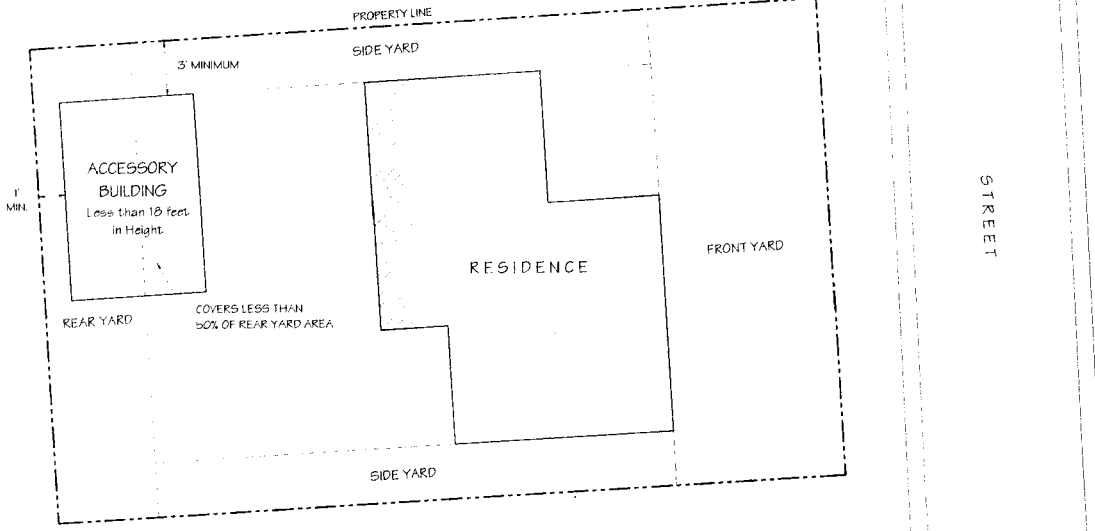 PROPERTY LINE
SIDE YARD
3' MINIMUM
ACCESSORY
BUILDING
Less than 18 feet
in Height
1'
MIN.
RESIDENCE
FRONT YARD
STREET
COVERS LESS THAN
50% OF REAR YARD AREA
REAR YARD
SIDE YARD